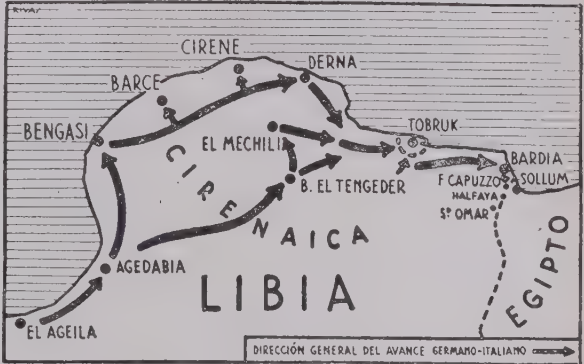 RIVAS
CIRENE
DERNA
BARCE
BENGASI
TOBRUK
EL MECHILI
BARDIA
SOLLUM
B. EL TENGEDER
F. CAPUZZO
HALFAYA
Sº OMAR
CIRENAICA
AGEDABIA
LIBIA
EGIPTO
EL AGEILA
DIRECCIÓN GENERAL DEL AVANCE GERMANO-ITALIANO